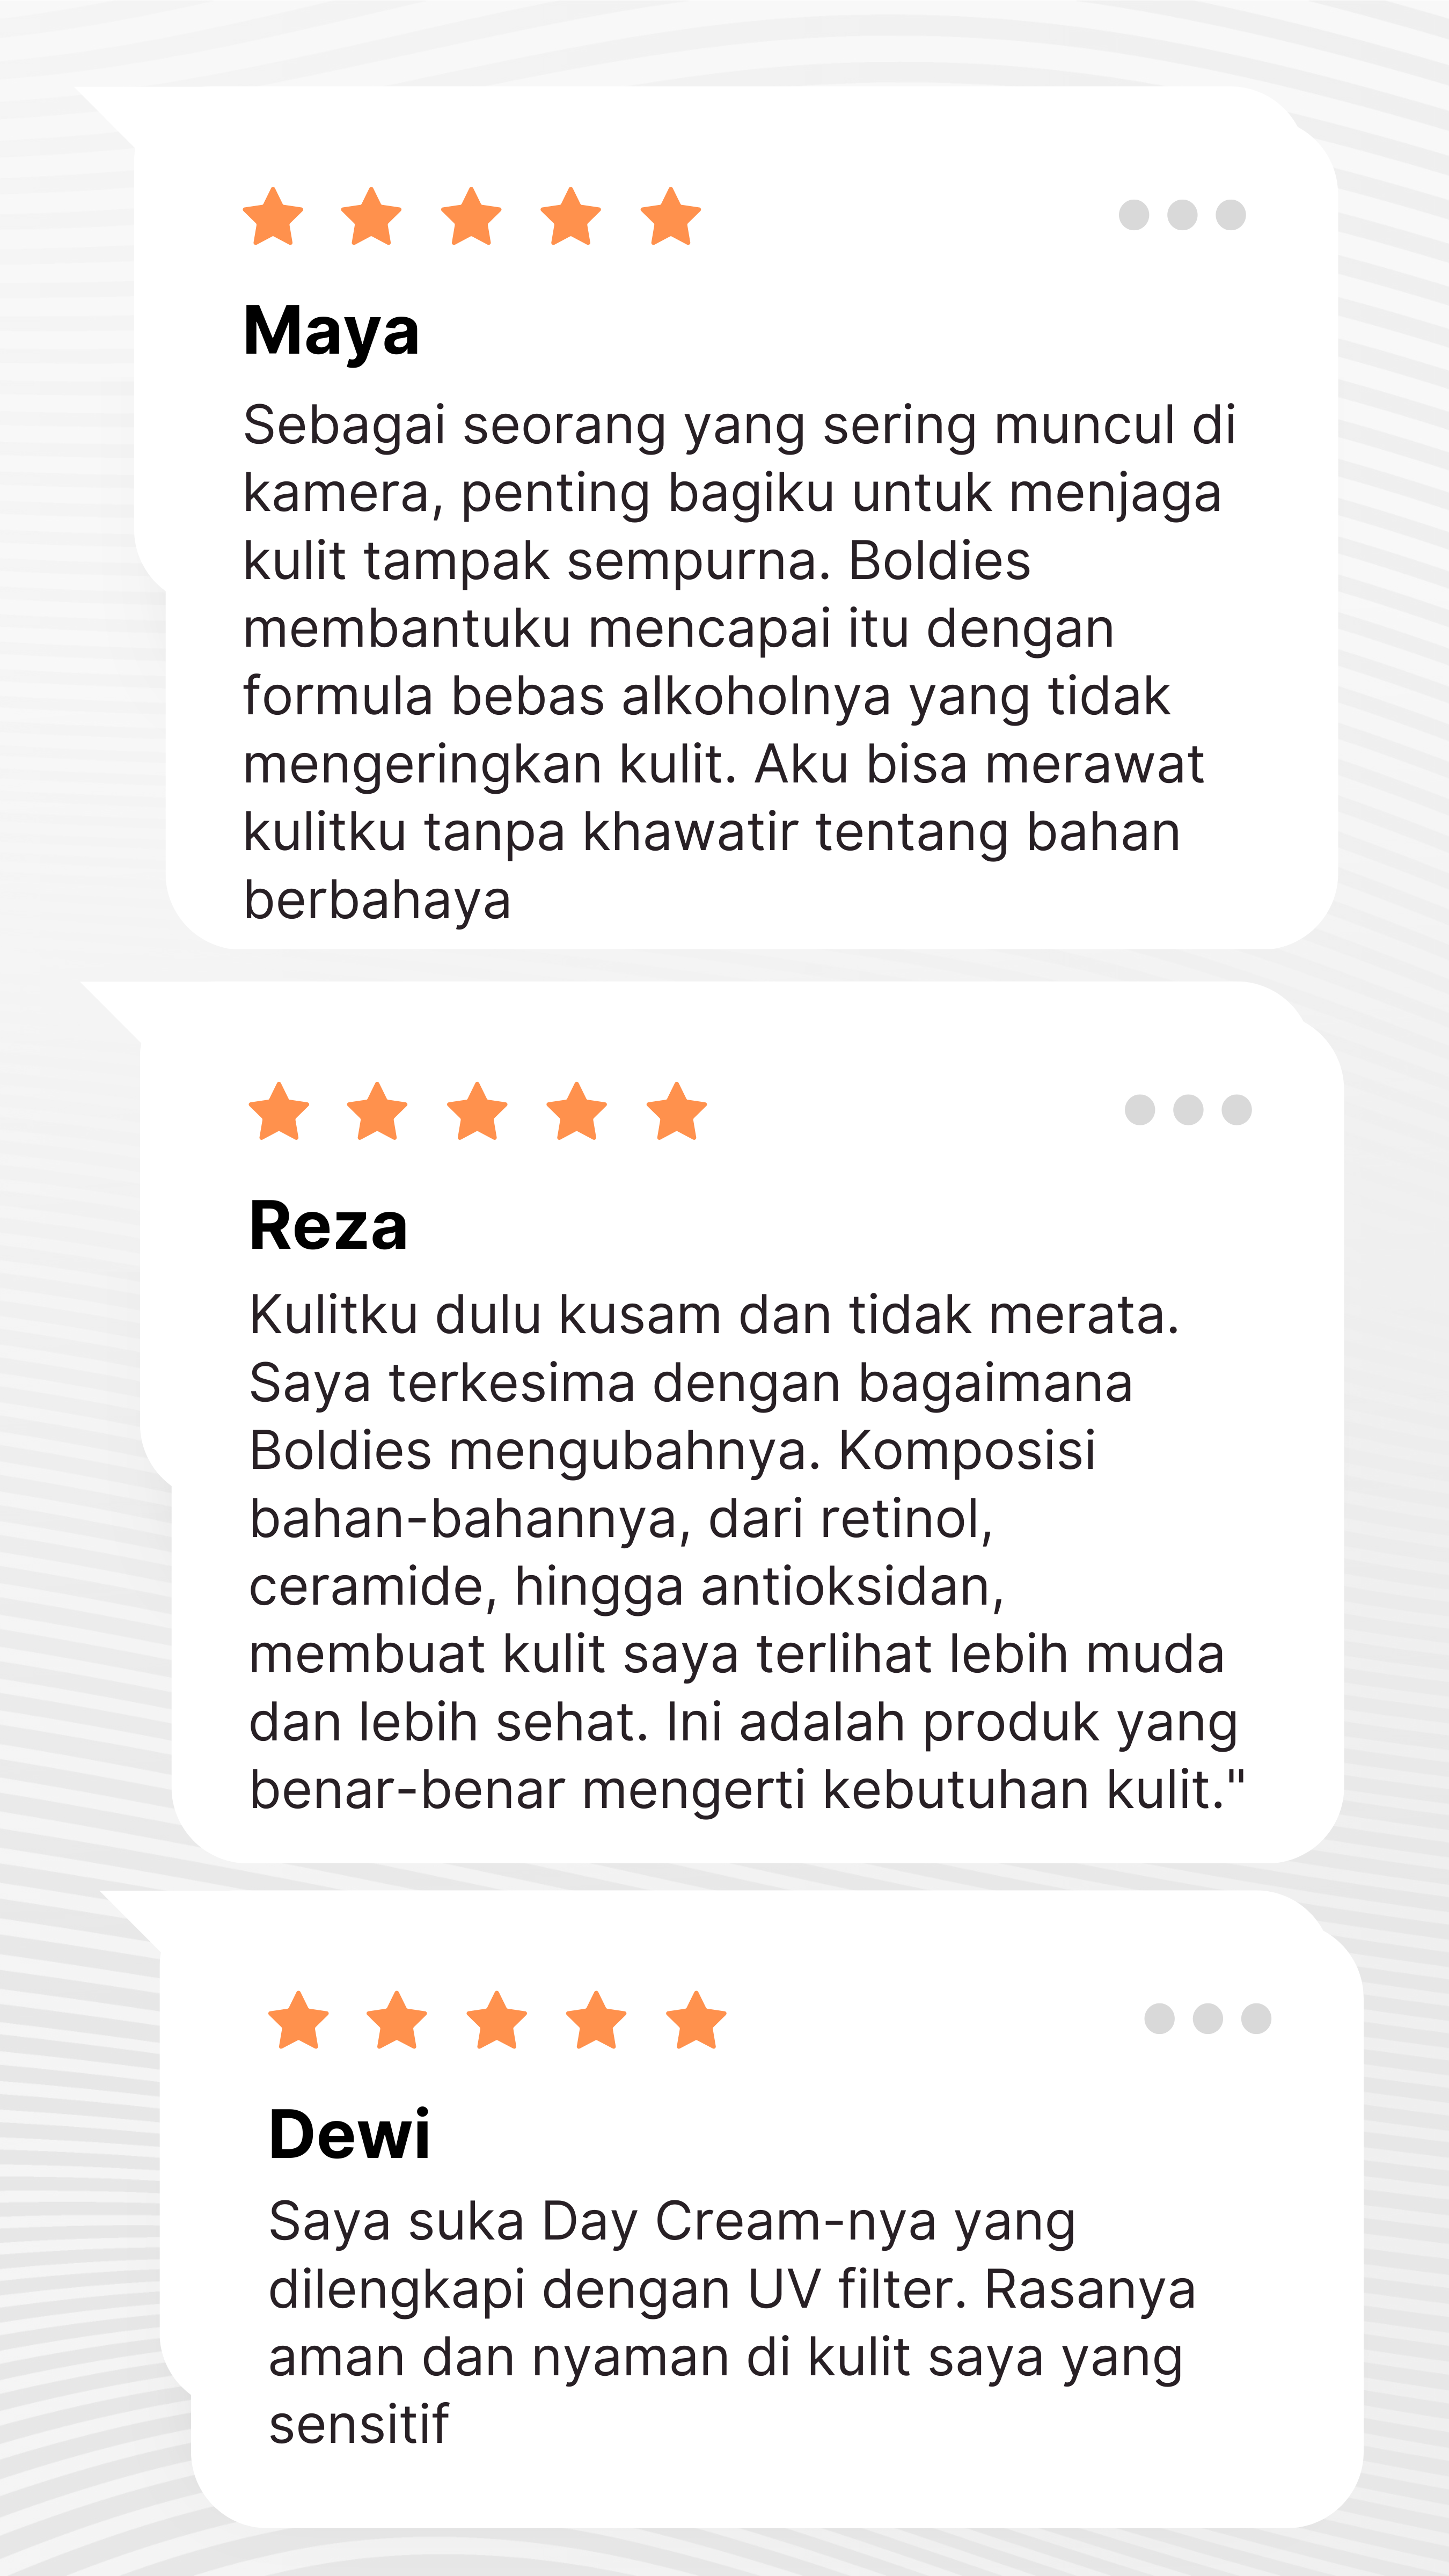 Maya
Sebagai seorang yang sering muncul di
kamera, penting bagiku untuk menjaga
kulit tampak sempurna. Boldies
membantuku mencapai itu dengan
formula bebas alkoholnya yang tidak
mengeringkan kulit. Aku bisa merawat
kulitku tanpa khawatir tentang bahan
berbahaya
Reza
Kulitku dulu kusam dan tidak merata.
Saya terkesima dengan bagaimana
Boldies mengubahnya. Komposisi
bahan-bahannya, dari retinol,
ceramide, hingga antioksidan,
membuat kulit saya terlihat lebih muda
dan lebih sehat. Ini adalah produk yang
benar-benar mengerti kebutuhan kulit."
Dewi
Saya suka Day Cream-nya yang
dilengkapi dengan UV filter. Rasanya
aman dan nyaman di kulit saya yang
sensitif